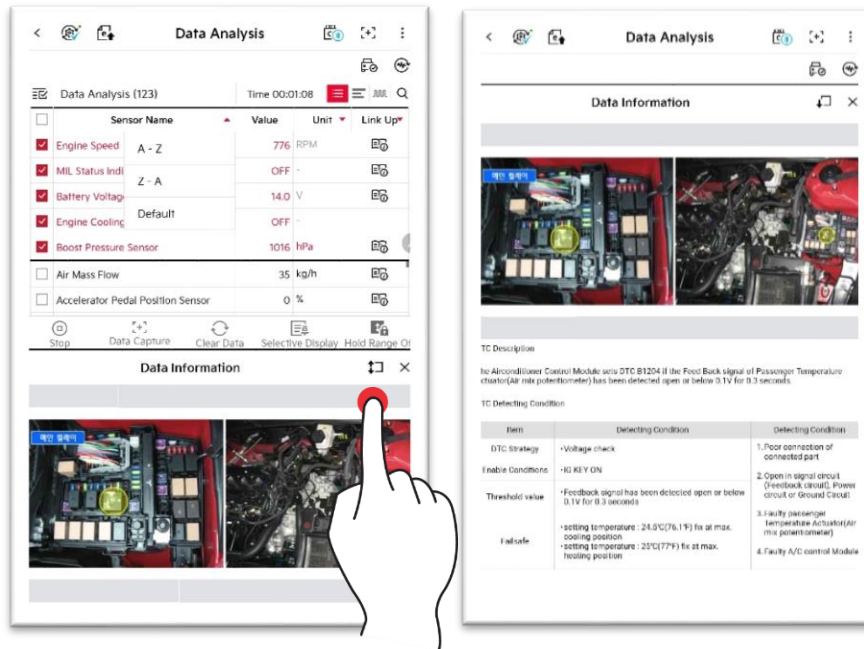 Data Analysis
Data Analysis (123)
Time 00:01:08
Sensor Name
Value
Unit
Link Up
Engine Speed
776
RPM
A - Z
MIL Status Indi
OFF
-
Z - A
Battery Voltag
14.0
V
Default
Engine Cooling
OFF
-
Boost Pressure Sensor
1016
hPa
Air Mass Flow
35
kg/h
Accelerator Pedal Position Sensor
0
%
Stop
Data Capture
Clear Data
Selective Display
Hold Range Of
Data Information
메인 릴레이
Data Analysis
Data Information
메인 릴레이
TC Description
he Airconditioner Control Module sets DTC B1204 if the Feed Back signal of Passenger Temperature
ctuator(Air mix potentiometer) has been detected open or below 0.1V for 0.3 seconds.
TC Detecting Condition
Item
Detecting Condition
Detecting Condition
DTC Strategy
•Voltage check
Enable Conditions
•IG KEY ON
Threshold value
•Feedback signal has been detected open or below
0.1V for 0.3 seconds
Failsafe
•setting temperature : 24.5℃(76.1℉) fix at max.
cooling position
•setting temperature : 25℃(77℉) fix at max.
heating position
1.Poor connection of
connected part
2.Open in signal circuit
(Feedback circuit), Power
circuit or Ground Circuit
3.Faulty passenger
Temperature Actuator(Air
mix potentiometer)
4.Faulty A/C control Module